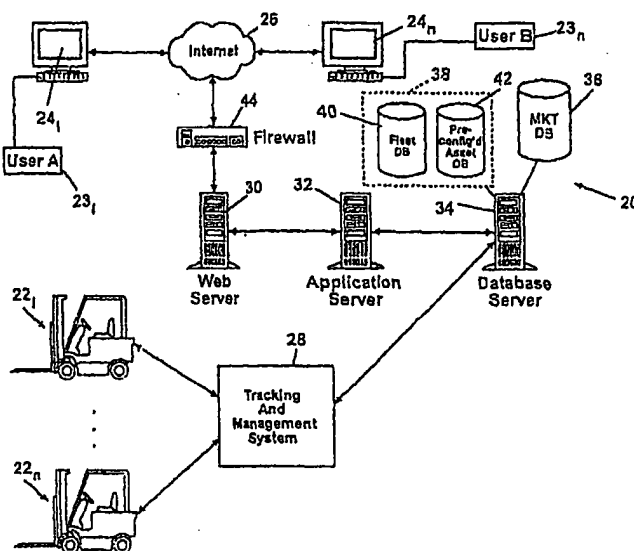 26
Internet
24n
User B
23n
24i
User A
23i
44
Firewall
38
40
42
36
Fleet
DB
Pre-
config'd
Asset
DB
MKT
DB
20
30
32
34
Web
Server
Application
Server
Database
Server
22i
28
Tracking
And
Management
System
22n